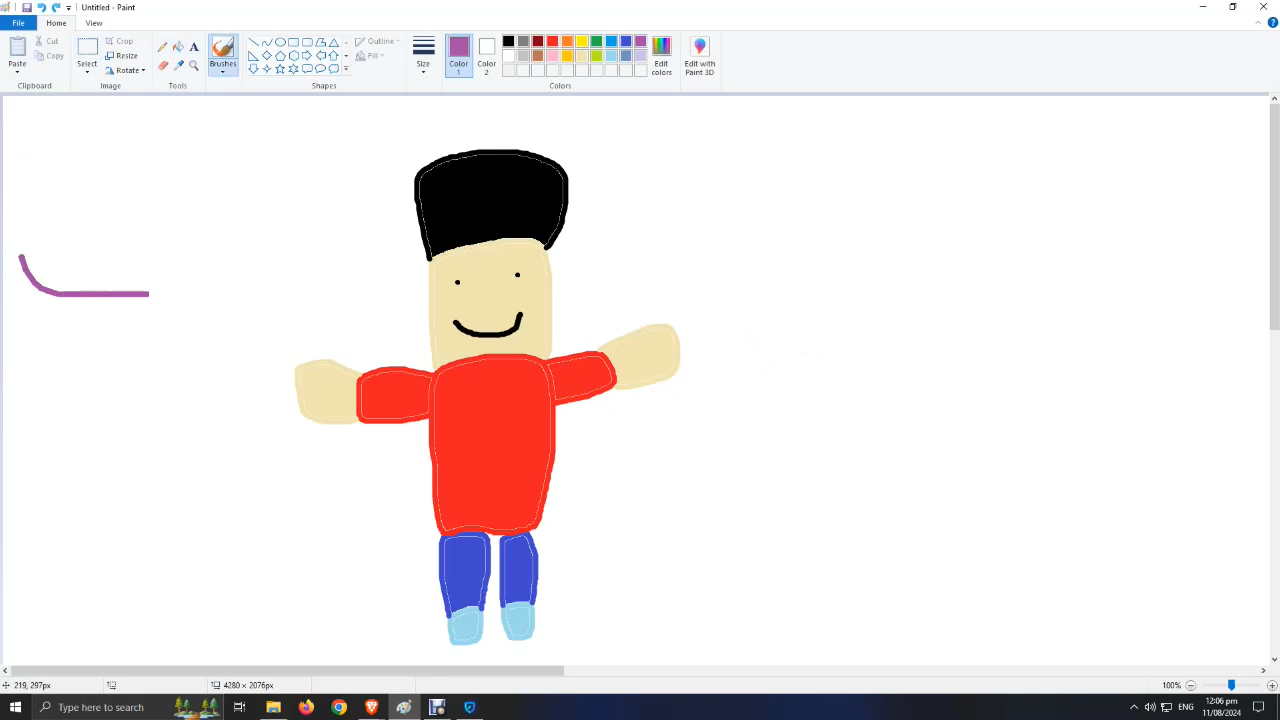 Untitled - Paint
File Home View
Paste
Cut
Copy
Clipboard
Select
Crop
Resize
Rotate
Image
A
Tools
Brushes
Outline
Fill
Shapes
Size
Color
1
Color
2
Edit
colors
Colors
Edit with
Paint 3D
219, 297px
4280 × 2076px
100%
Type here to search
ENG
12:06 pm
11/08/2024